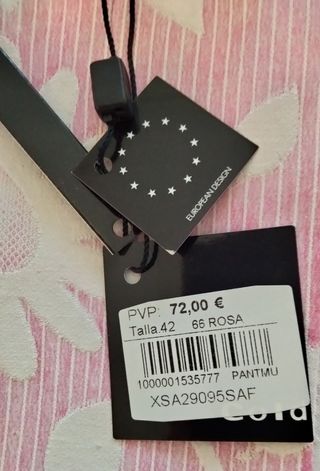 EUROPEAN DESIGN
PVP: 72,00 €
Talla.42 66 ROSA
1000001535777 PANTMU
XSA29095SAF